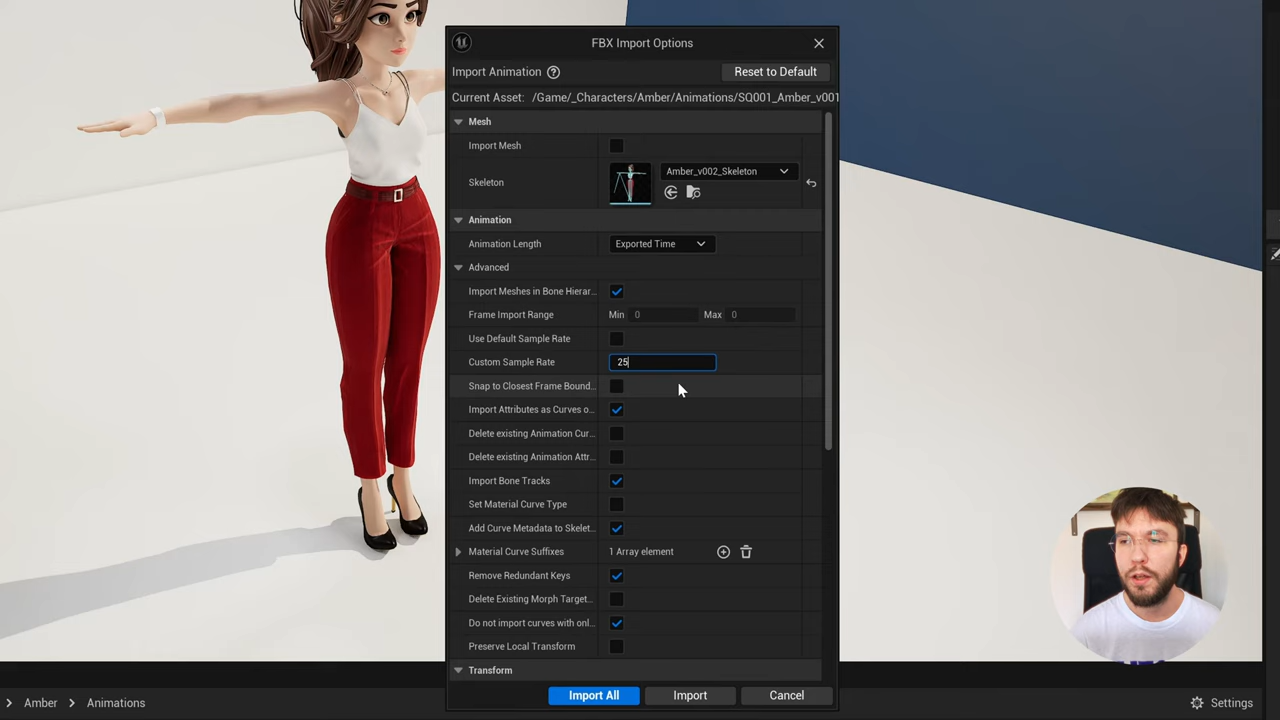 FBX Import Options
Import Animation
Reset to Default
Current Asset: /Game/_Characters/Amber/Animations/SQ001_Amber_v001
Mesh
Import Mesh
Skeleton
Amber_v002_Skeleton
Animation
Animation Length
Exported Time
Advanced
Import Meshes in Bone Hierar...
Frame Import Range Min 0 Max 0
Use Default Sample Rate
Custom Sample Rate 25
Snap to Closest Frame Bound...
Import Attributes as Curves o...
Delete existing Animation Cur...
Delete existing Animation Attr...
Import Bone Tracks
Set Material Curve Type
Add Curve Metadata to Skelet...
Material Curve Suffixes 1 Array element
Remove Redundant Keys
Delete Existing Morph Target...
Do not import curves with onl...
Preserve Local Transform
Transform
Import All Import Cancel
Amber > Animations
Settings